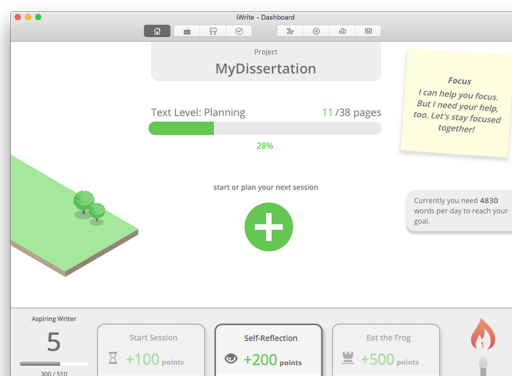 iWrite – Dashboard
Project
MyDissertation
Text Level: Planning 11/38 pages
28%
Focus
I can help you focus.
But I need your help,
too. Let's stay focused
together!
start or plan your next session
Currently you need 4830
words per day to reach your
goal.
Aspiring Writer
5
300 / 510
Start Session
+100 points
Self-Reflection
+200 points
Eat the Frog
+500 points
1